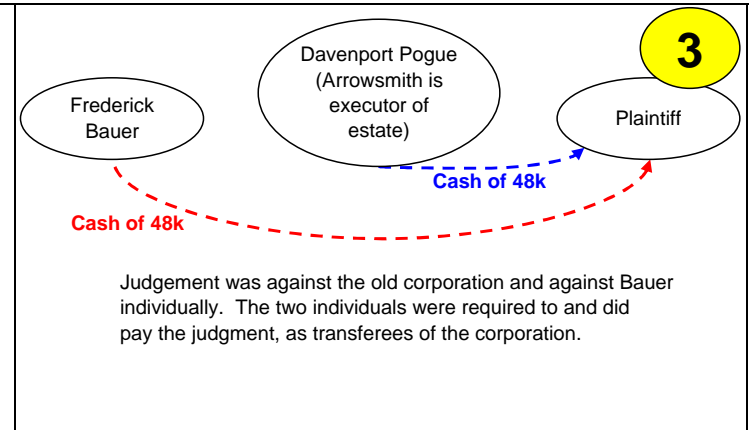 3
Davenport Pogue
(Arrowsmith is
executor of
estate)
Frederick
Bauer
Plaintiff
Cash of 48k
Cash of 48k
Judgement was against the old corporation and against Bauer
individually. The two individuals were required to and did
pay the judgment, as transferees of the corporation.